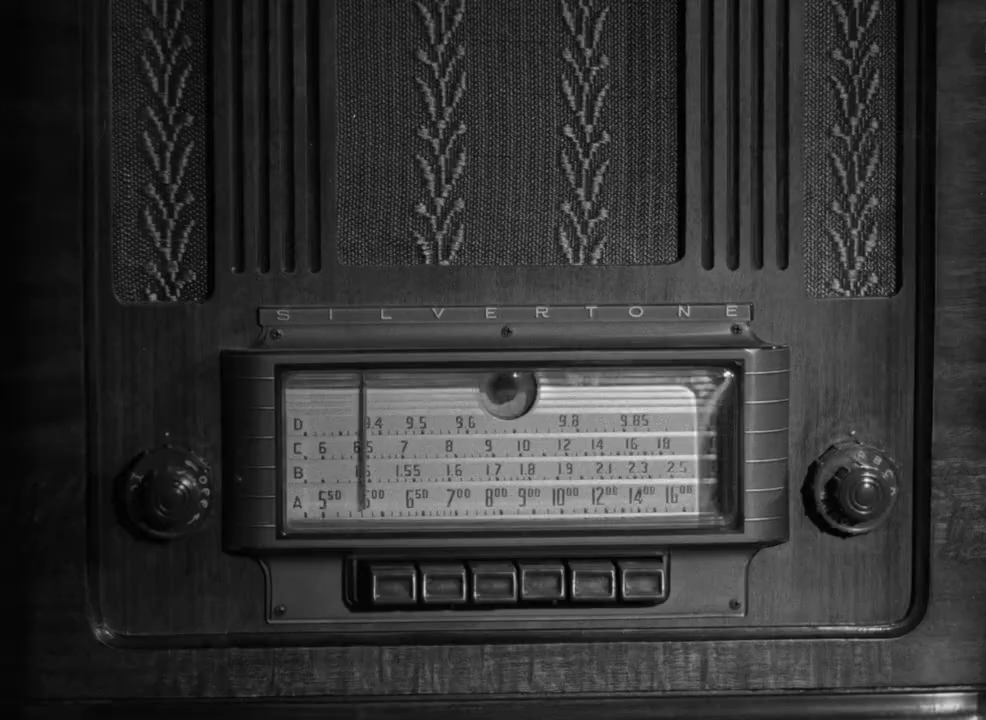 SILVERTONE
D 9.4 9.5 9.6 9.8 9.85
C 6 6.5 7 8 9 10 12 14 16 18
B 1.5 1.55 1.6 1.7 1.8 1.9 2.1 2.3 2.5
A 5⁵⁰ 6⁰⁰ 6⁵⁰ 7⁰⁰ 8⁰⁰ 9⁰⁰ 10⁰⁰ 12⁰⁰ 14⁰⁰ 16⁰⁰
A B C